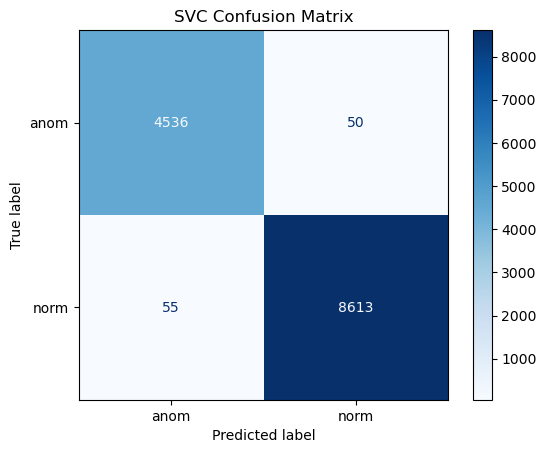 SVC Confusion Matrix
True label
anom
norm
4536
50
55
8613
anom
norm
Predicted label
8000
7000
6000
5000
4000
3000
2000
1000